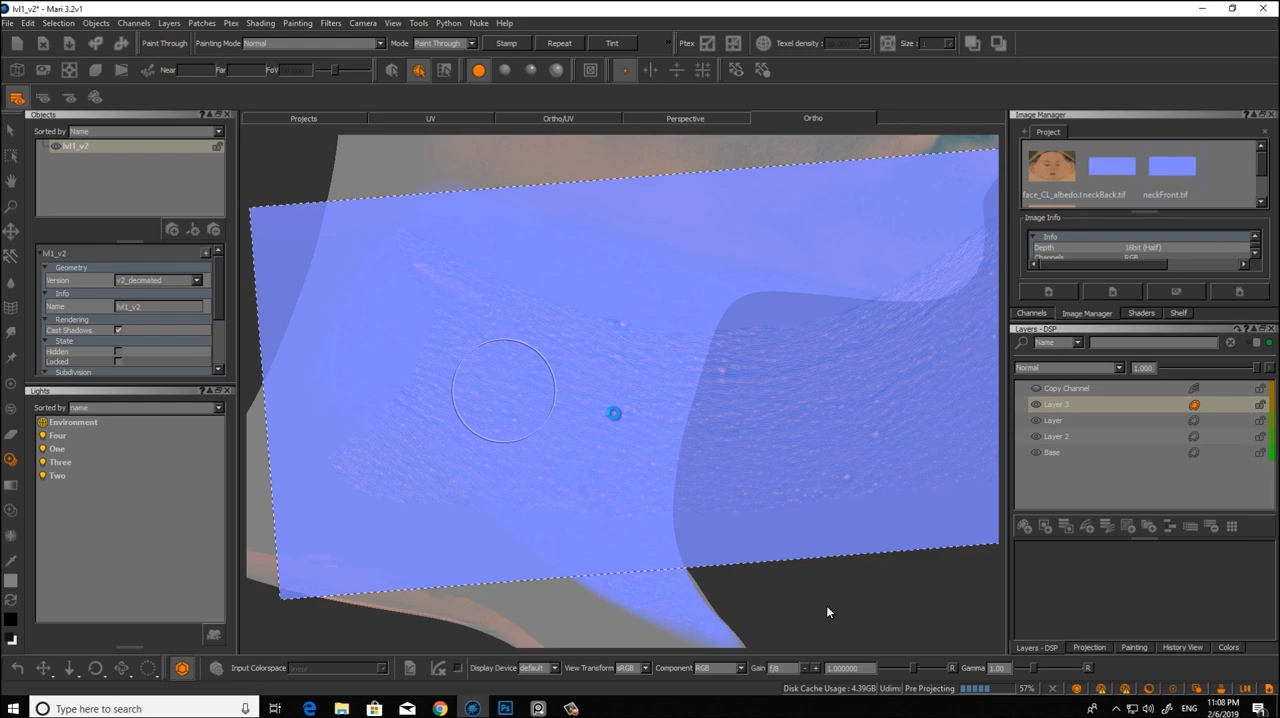 lvl1_v2* - Mari 3.2v1
File Edit Selection Objects Channels Layers Patches Ptex Shading Painting Filters Camera View Tools Python Nuke Help
Paint Through Painting Mode Normal Mode Paint Through Stamp Repeat Tint Ptex Texel density: Size :
Near Far FoV
Objects
Sorted by Name
lvl1_v2
lvl1_v2
Geometry
Version v2_decimated
Info
Name lvl1_v2
Rendering
Cast Shadows
State
Hidden
Locked
Subdivision
Lights
Sorted by name
Environment
Four
One
Three
Two
Projects UV Ortho/UV Perspective Ortho
Image Manager
Project
face_CL_albedo.t neckBack.tif neckFront.tif
Image Info
Info
Depth 16bit (Half)
Channels RGB
Channels Image Manager Shaders Shelf
Layers - DSP
Name
Normal 1.000
Copy Channel
Layer 3
Layer
Layer 2
Base
Layers - DSP Projection Painting History View Colors
Input Colorspace Display Device default View Transform sRGB Component RGB Gain f/8 - + 1.000000 R Gamma 1.00 R
Disk Cache Usage : 4.39GB Udim: Pre Projecting 57%
Type here to search
ENG
11:08 PM
2/6/2019